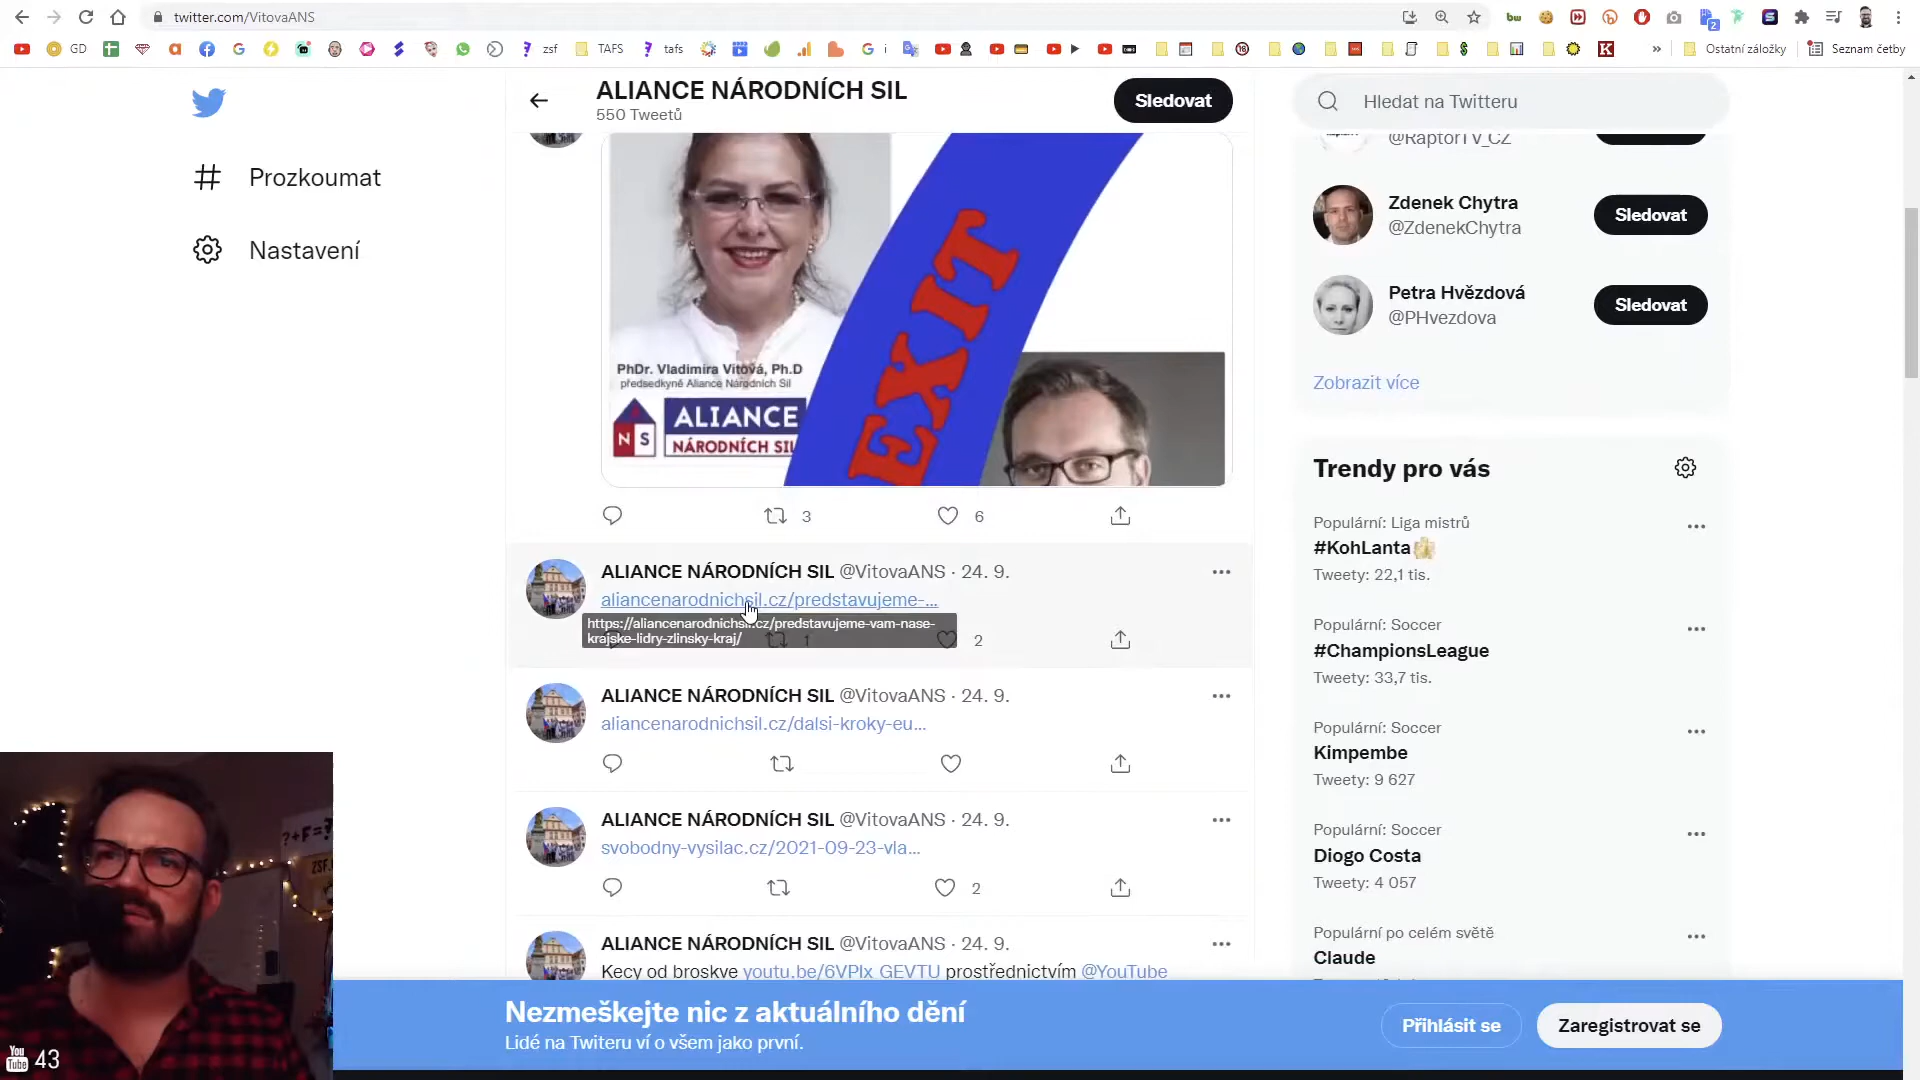 twitter.com/VitovaANS
GD
zsf
TAFS
tafs
G i
Ostatní záložky
Seznam četby
ALIANCE NÁRODNÍCH SIL
550 Tweetů
Sledovat
Hledat na Twitteru
Prozkoumat
Nastavení
@RaptorTV_CZ
Zdenek Chytra
@ZdenekChytra
Sledovat
Petra Hvězdová
@PHvezdova
Sledovat
Zobrazit více
EXIT
PhDr. Vladimíra Vítová, Ph.D
předsedkyně Aliance Národních Sil
NS
ALIANCE
NÁRODNÍCH SIL
3
6
ALIANCE NÁRODNÍCH SIL @VitovaANS · 24. 9.
aliancenarodnichsil.cz/predstavujeme-...
https://aliancenarodnichsil.cz/predstavujeme-vam-nase-
krajske-lidry-zlinsky-kraj/
1
2
ALIANCE NÁRODNÍCH SIL @VitovaANS · 24. 9.
aliancenarodnichsil.cz/dalsi-kroky-eu...
ALIANCE NÁRODNÍCH SIL @VitovaANS · 24. 9.
svobodny-vysilac.cz/2021-09-23-vla...
2
ALIANCE NÁRODNÍCH SIL @VitovaANS · 24. 9.
Kecy od broskve youtu.be/6VPIx_GEVTU prostřednictvím @YouTube
Trendy pro vás
Populární: Liga mistrů
#KohLanta
Tweety: 22,1 tis.
Populární: Soccer
#ChampionsLeague
Tweety: 33,7 tis.
Populární: Soccer
Kimpembe
Tweety: 9 627
Populární: Soccer
Diogo Costa
Tweety: 4 057
Populární po celém světě
Claude
Nezmeškejte nic z aktuálního dění
Lidé na Twiteru ví o všem jako první.
Přihlásit se
Zaregistrovat se
You
Tube
43